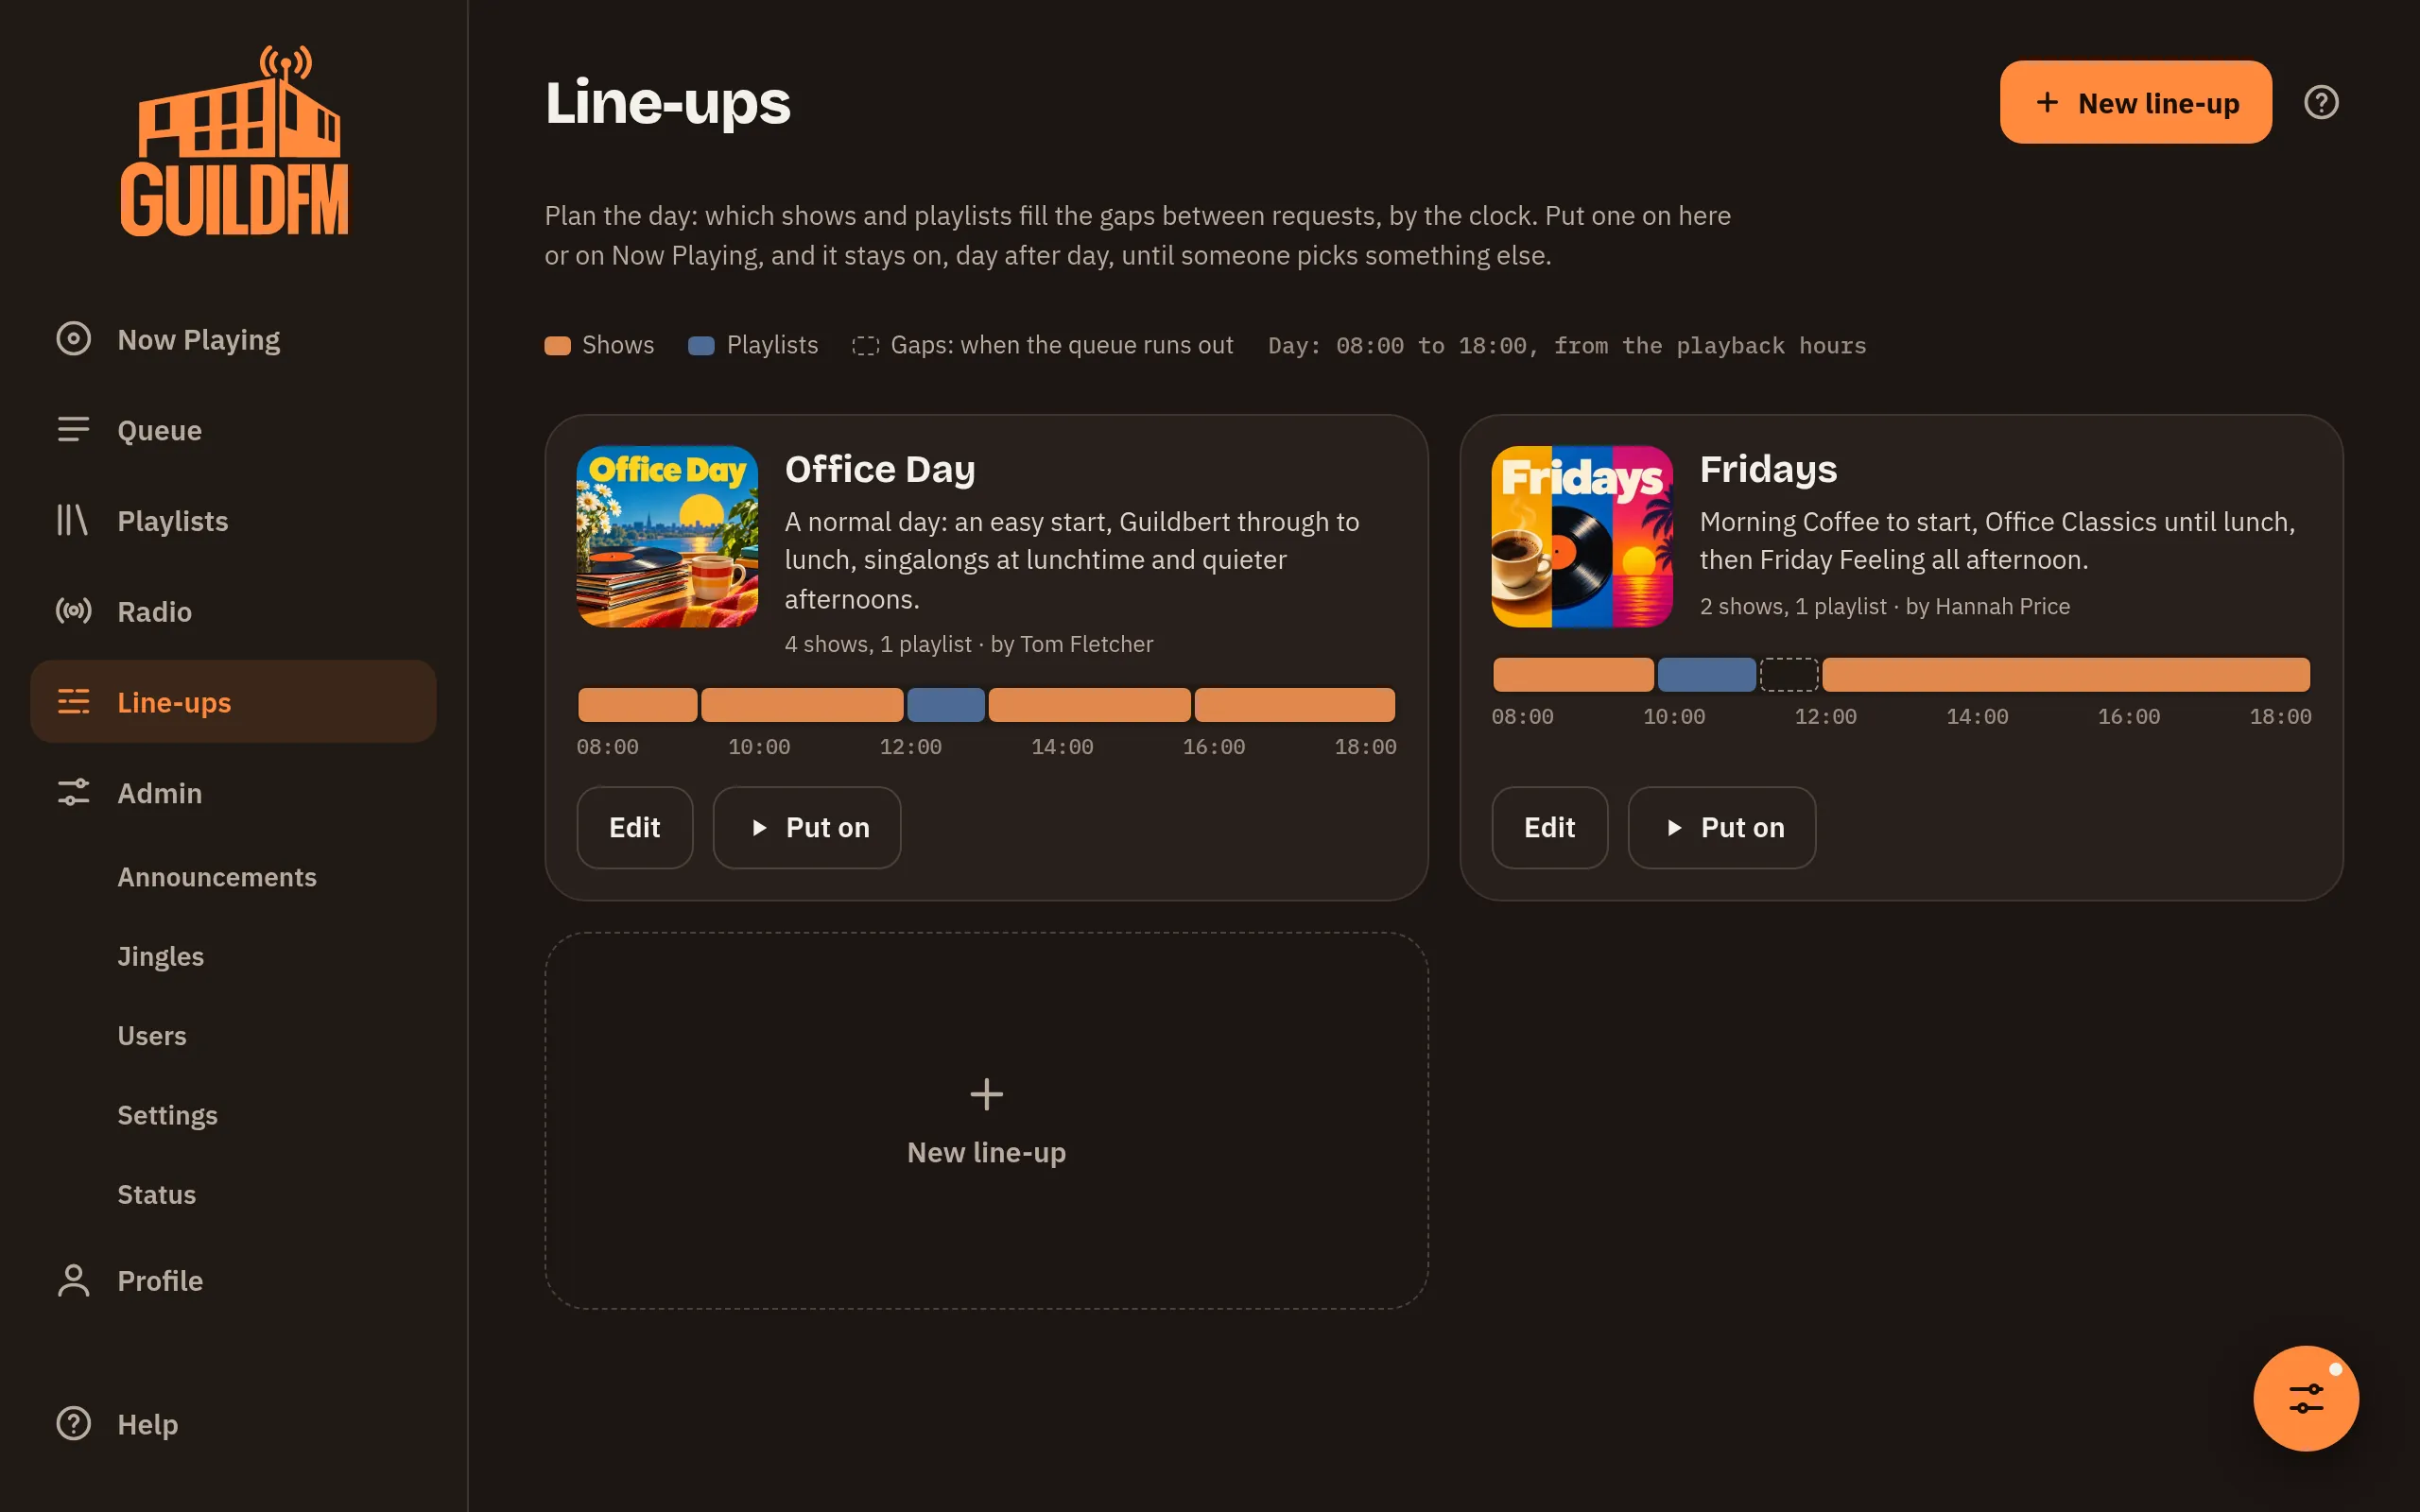 GUILDFM
Now Playing
Queue
Playlists
Radio
Line-ups
Admin
Announcements
Jingles
Users
Settings
Status
Profile
Help
Line-ups
New line-up
Plan the day: which shows and playlists fill the gaps between requests, by the clock. Put one on here
or on Now Playing, and it stays on, day after day, until someone picks something else.
Shows Playlists Gaps: when the queue runs out Day: 08:00 to 18:00, from the playback hours
Office Day
Office Day
A normal day: an easy start, Guildbert through to
lunch, singalongs at lunchtime and quieter
afternoons.
4 shows, 1 playlist · by Tom Fletcher
08:00 10:00 12:00 14:00 16:00 18:00
Edit Put on
Fridays
Fridays
Morning Coffee to start, Office Classics until lunch,
then Friday Feeling all afternoon.
2 shows, 1 playlist · by Hannah Price
08:00 10:00 12:00 14:00 16:00 18:00
Edit Put on
New line-up